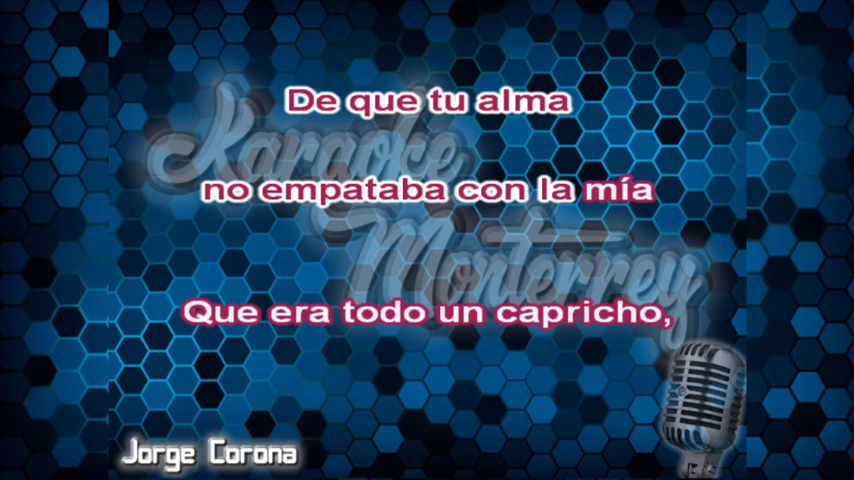 De que tu alma
Karaoke
no empataba con la mía
Monterrey
Que era todo un capricho,
Jorge Corona